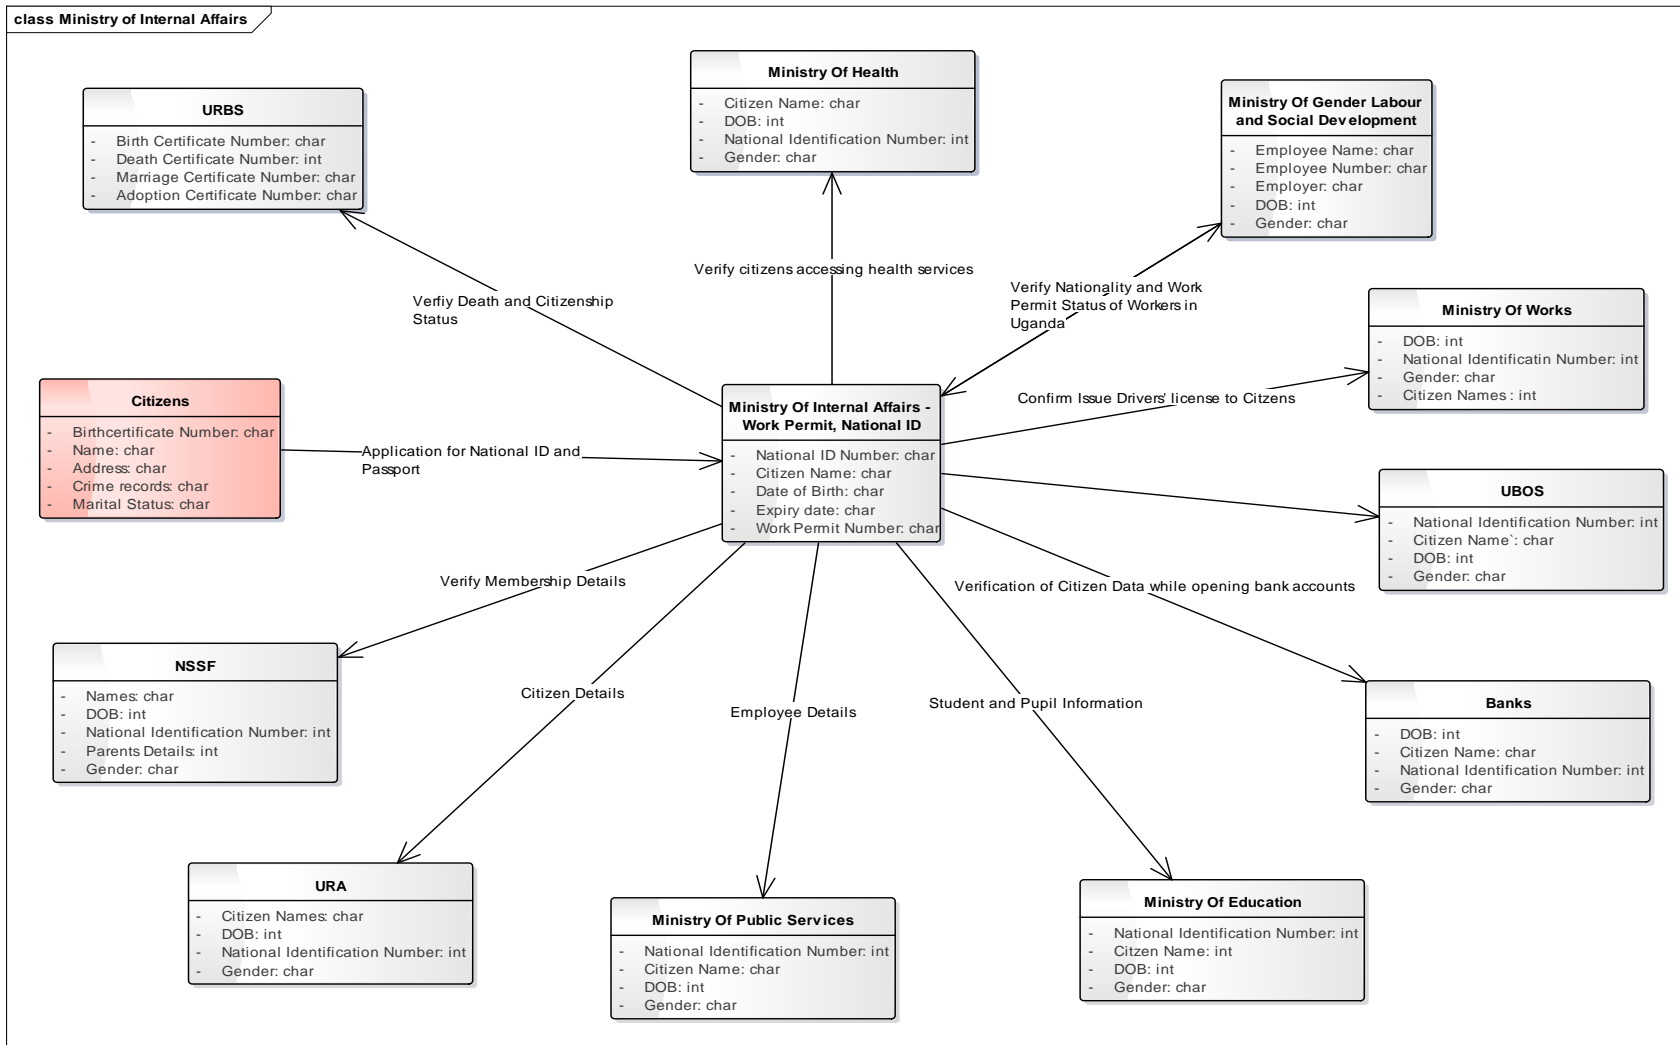 class Ministry of Internal Affairs
Ministry Of Health
- Citizen Name: char
- DOB: int
- National Identification Number: int
- Gender: char
URBS
- Birth Certificate Number: char
- Death Certificate Number: int
- Marriage Certificate Number: char
- Adoption Certificate Number: char
Ministry Of Gender Labour
and Social Development
- Employee Name: char
- Employee Number: char
- Employer: char
- DOB: int
- Gender: char
Verify citizens accessing health services
Verfiy Death and Citizenship
Status
Verify Nationality and Work
Permit Status of Workers in
Uganda
Ministry Of Works
- DOB: int
- National Identificatin Number: int
- Gender: char
- Citizen Names : int
Citizens
- Birthcertificate Number: char
- Name: char
- Address: char
- Crime records: char
- Marital Status: char
Application for National ID and
Passport
Ministry Of Internal Affairs -
Work Permit, National ID
- National ID Number: char
- Citizen Name: char
- Date of Birth: char
- Expiry date: char
- Work Permit Number: char
Confirm Issue Drivers' license to Citzens
UBOS
- National Identification Number: int
- Citizen Name`: char
- DOB: int
- Gender: char
Verify Membership Details
Verification of Citizen Data while opening bank accounts
NSSF
- Names: char
- DOB: int
- National Identification Number: int
- Parents Details: int
- Gender: char
Citizen Details
Employee Details
Student and Pupil Information
Banks
- DOB: int
- Citizen Name: char
- National Identification Number: int
- Gender: char
URA
- Citizen Names: char
- DOB: int
- National Identification Number: int
- Gender: char
Ministry Of Public Services
- National Identification Number: int
- Citizen Name: char
- DOB: int
- Gender: char
Ministry Of Education
- National Identification Number: int
- Citzen Name: int
- DOB: int
- Gender: char